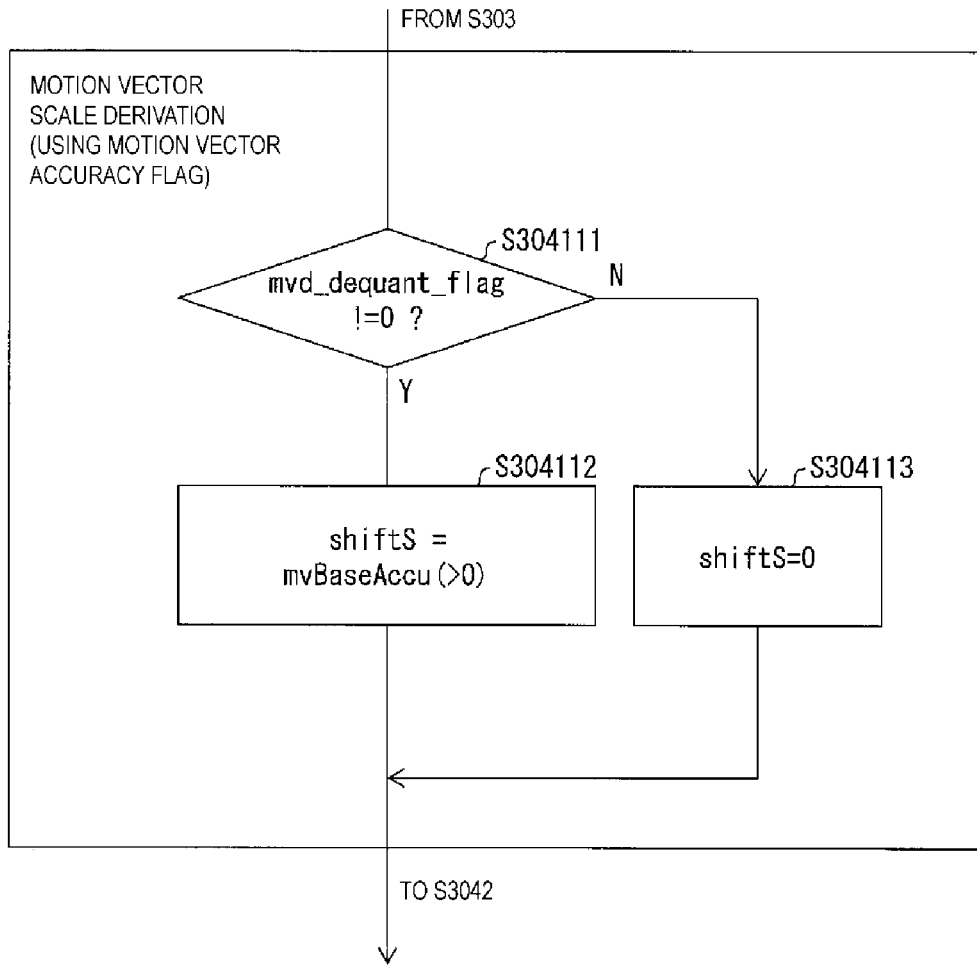 FROM S303
MOTION VECTOR
SCALE DERIVATION
(USING MOTION VECTOR
ACCURACY FLAG)
S304111
mvd_dequant_flag
!=0 ?
N
Y
S304112
S304113
shiftS =
mvBaseAccu(>0)
shiftS=0
TO S3042